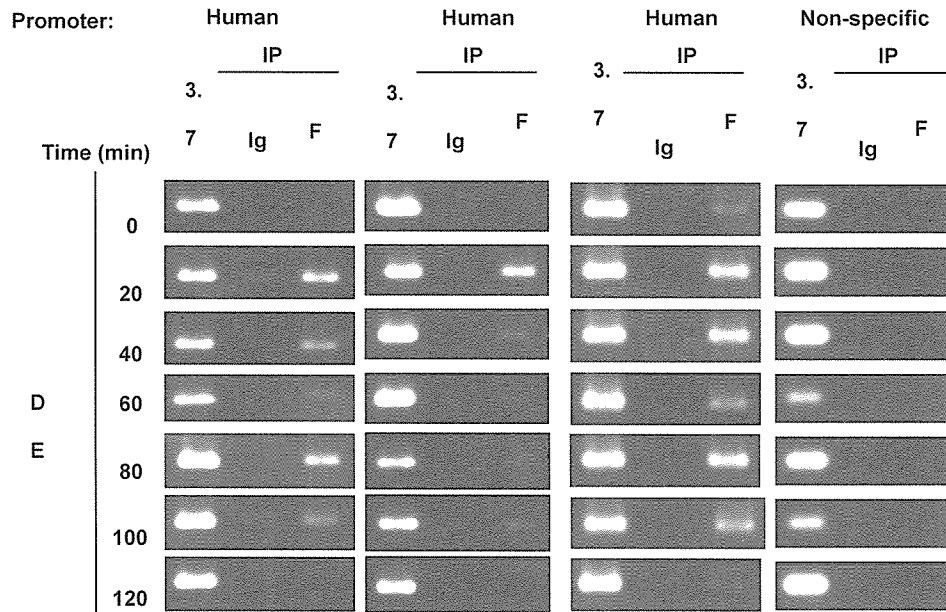 Promoter: Human Human Human Non-specific
IP IP IP IP
3. 3. 3. 3.
7 Ig F 7 Ig F 7 Ig F 7 Ig F
Time (min)
0
20
40
D 60
E 80
100
120